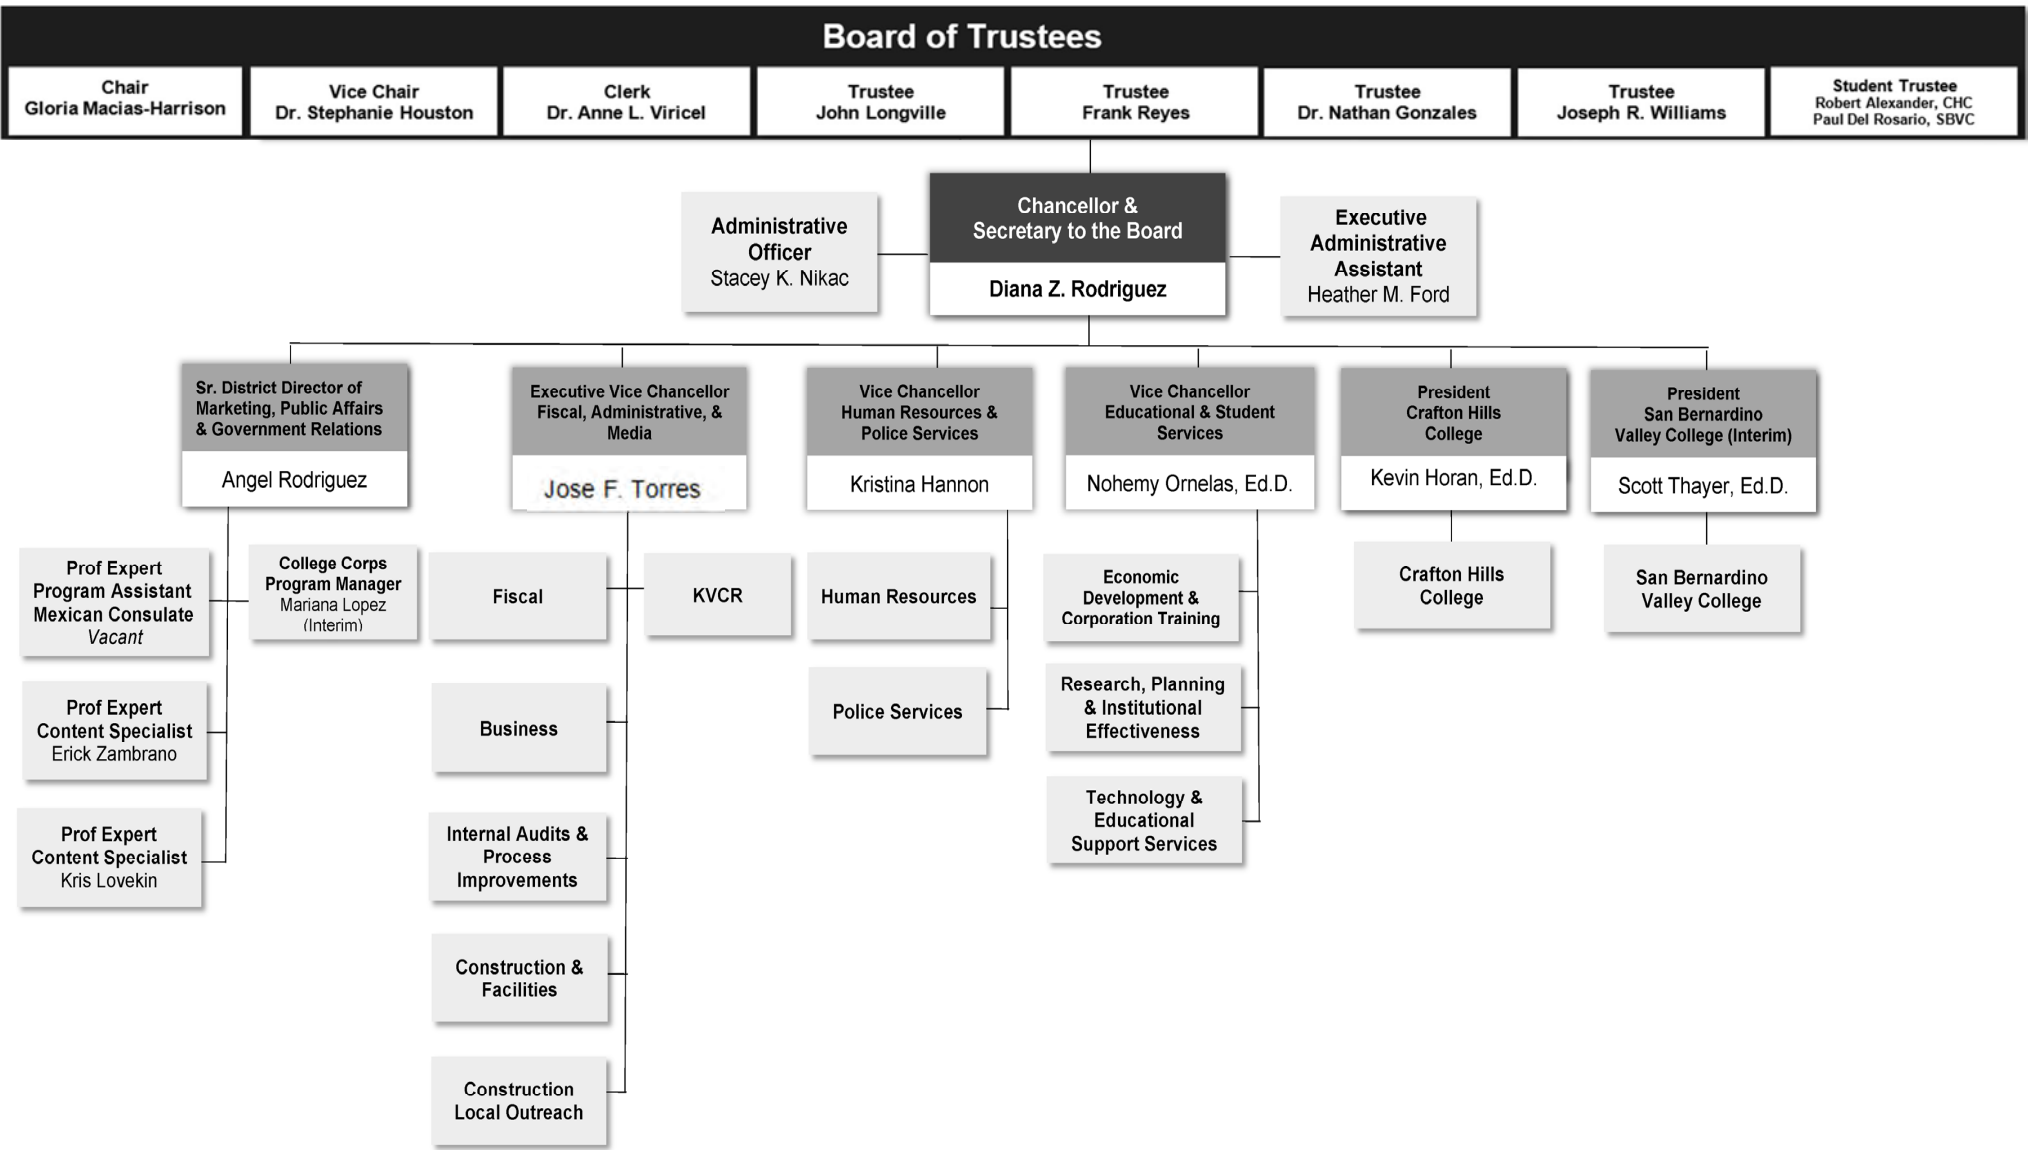 Board of Trustees
Chair
Gloria Macias-Harrison
Vice Chair
Dr. Stephanie Houston
Clerk
Dr. Anne L. Viricel
Trustee
John Longville
Trustee
Frank Reyes
Trustee
Dr. Nathan Gonzales
Trustee
Joseph R. Williams
Student Trustee
Robert Alexander, CHC
Paul Del Rosario, SBVC
Administrative
Officer
Stacey K. Nikac
Chancellor &
Secretary to the Board
Diana Z. Rodriguez
Executive
Administrative
Assistant
Heather M. Ford
Sr. District Director of
Marketing, Public Affairs
& Government Relations
Angel Rodriguez
Executive Vice Chancellor
Fiscal, Administrative, &
Media
Jose F. Torres
Vice Chancellor
Human Resources &
Police Services
Kristina Hannon
Vice Chancellor
Educational & Student
Services
Nohemy Ornelas, Ed.D.
President
Crafton Hills
College
Kevin Horan, Ed.D.
President
San Bernardino
Valley College (Interim)
Scott Thayer, Ed.D.
Prof Expert
Program Assistant
Mexican Consulate
Vacant
College Corps
Program Manager
Mariana Lopez
(Interim)
Prof Expert
Content Specialist
Erick Zambrano
Prof Expert
Content Specialist
Kris Lovekin
Fiscal
KVCR
Business
Internal Audits &
Process
Improvements
Construction &
Facilities
Construction
Local Outreach
Human Resources
Police Services
Economic
Development &
Corporation Training
Research, Planning
& Institutional
Effectiveness
Technology &
Educational
Support Services
Crafton Hills
College
San Bernardino
Valley College